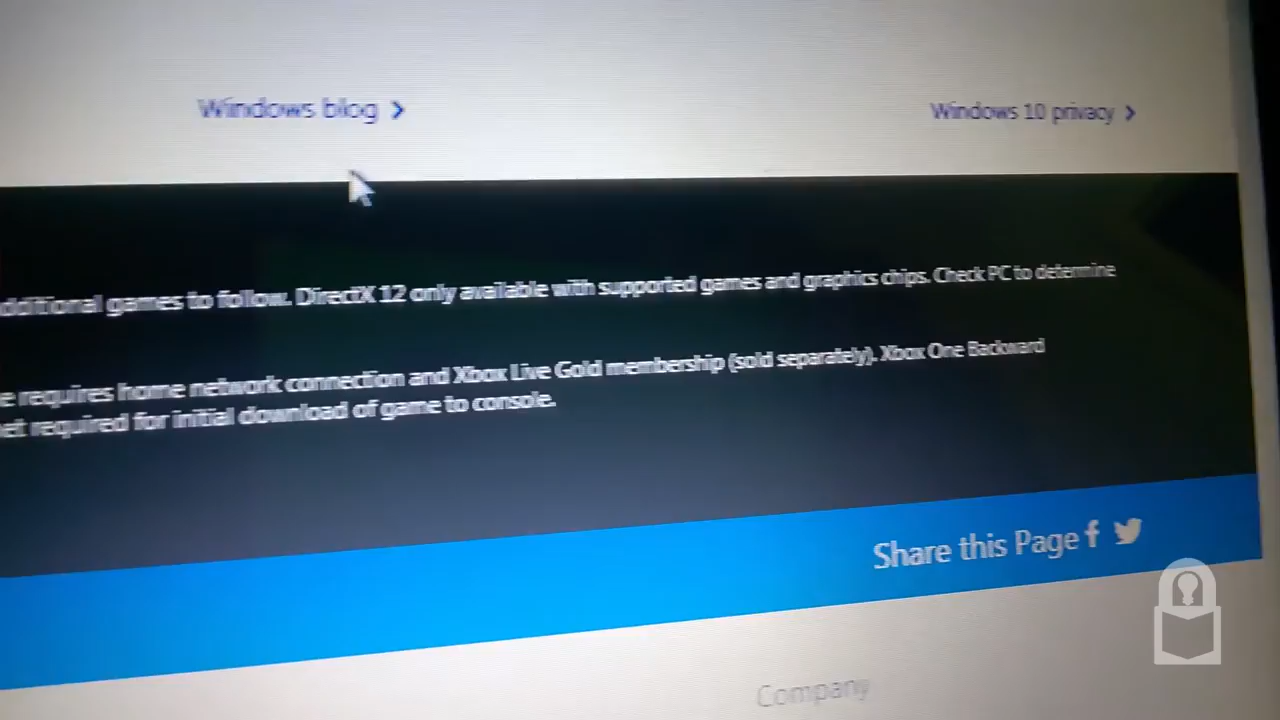 Windows blog
Windows 10 privacy
additional games to follow. DirectX 12 only available with supported games and graphics chips. Check PC to determine
requires home network connection and Xbox Live Gold membership (sold separately). Xbox One Backward
required for initial download of game to console.
Share this Page
Company